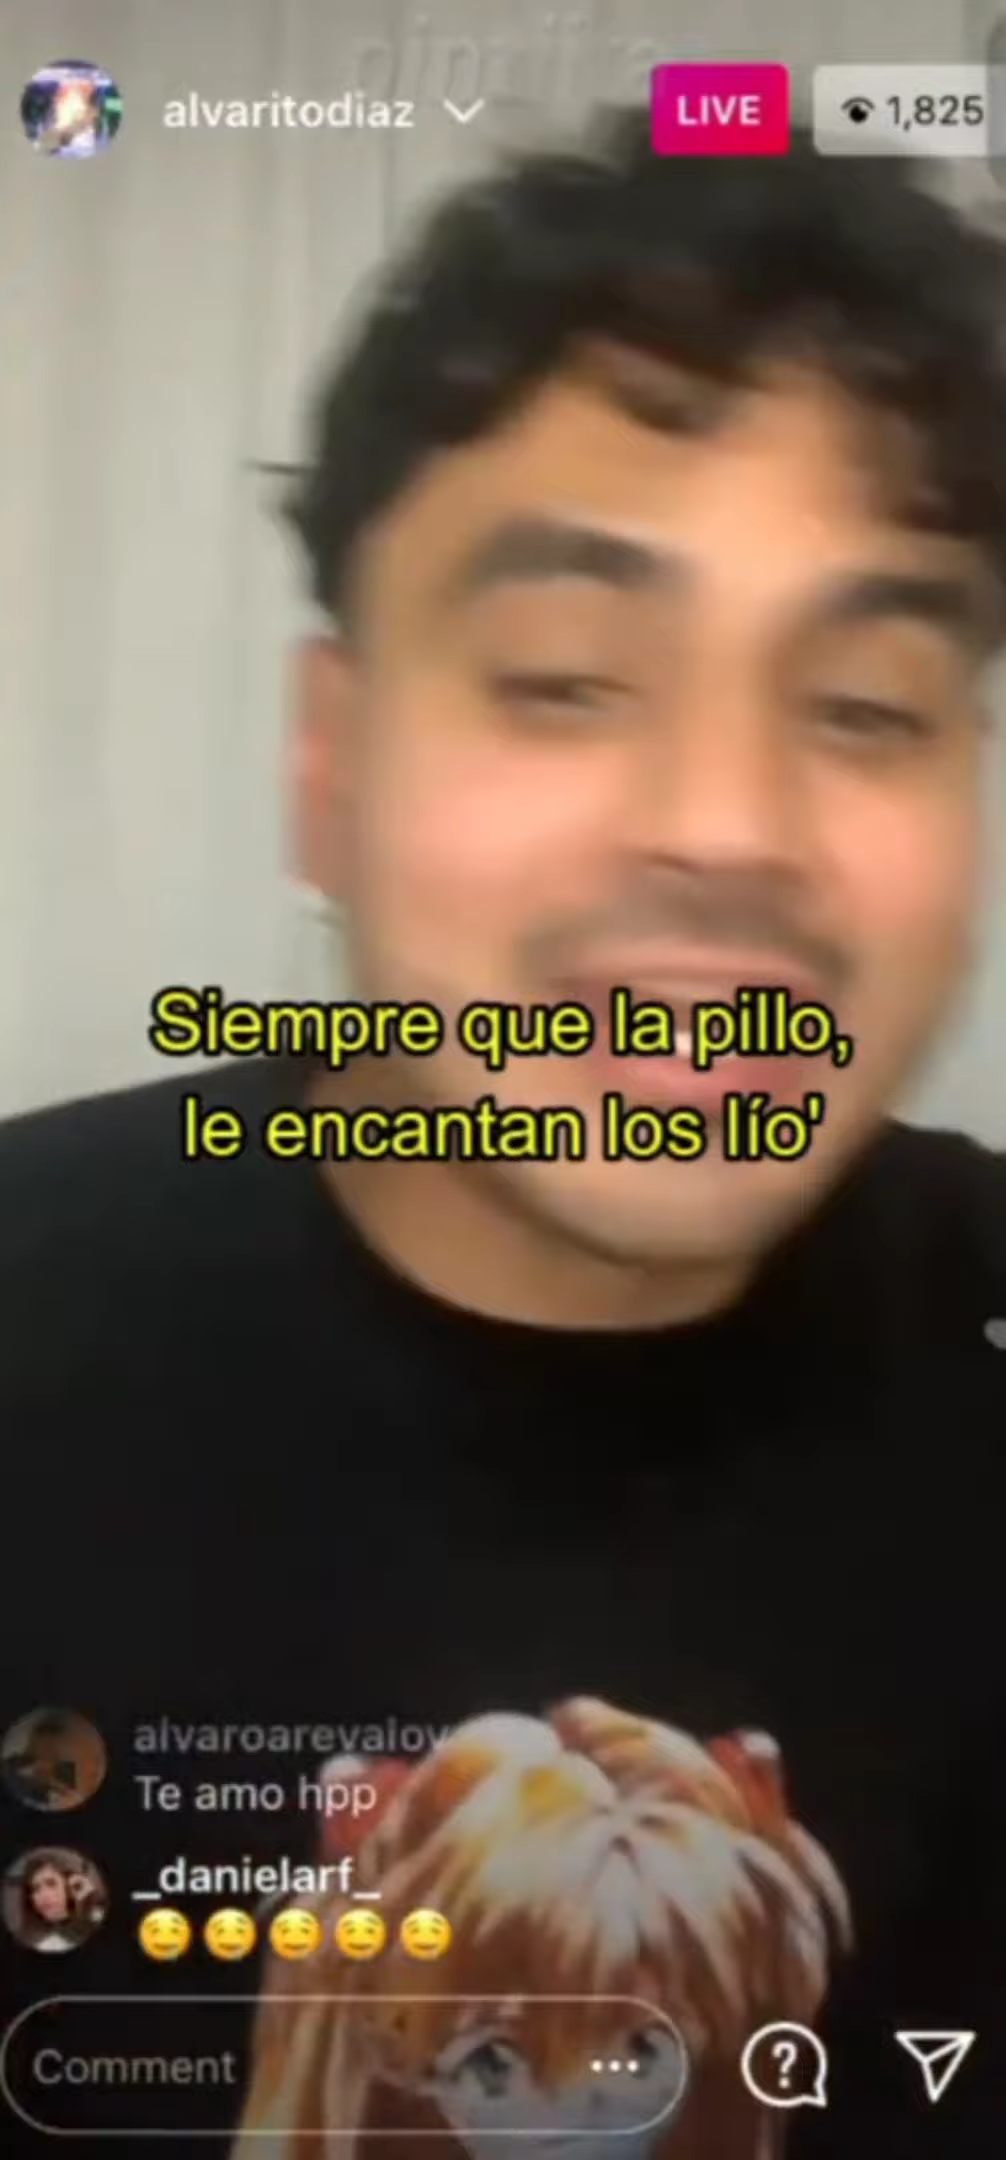 alvaritodiaz
LIVE
1,825
Siempre que la pillo,
le encantan los lío'
Te amo hpp
_danielarf_
🤤🤤🤤🤤🤤
Comment